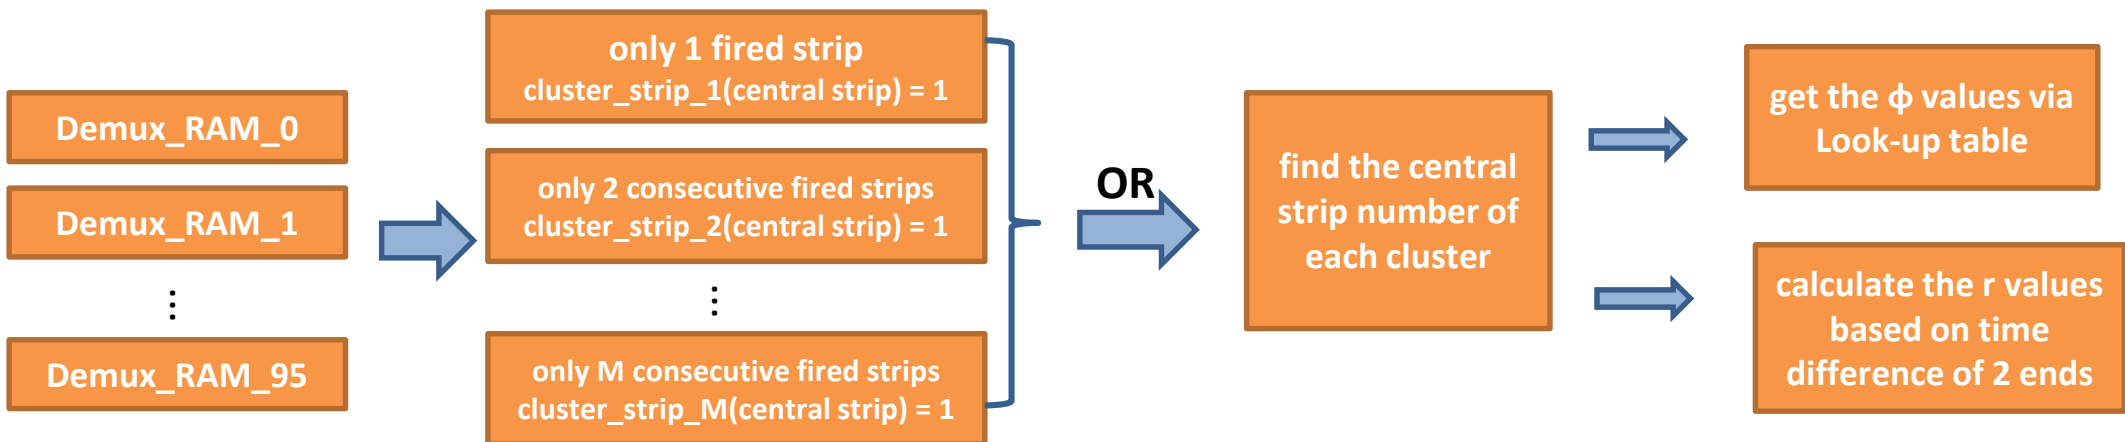 Demux_RAM_0
Demux_RAM_1
⋮
Demux_RAM_95
only 1 fired strip
cluster_strip_1(central strip) = 1
only 2 consecutive fired strips
cluster_strip_2(central strip) = 1
⋮
only M consecutive fired strips
cluster_strip_M(central strip) = 1
OR
find the central
strip number of
each cluster
get the ϕ values via
Look-up table
calculate the r values
based on time
difference of 2 ends